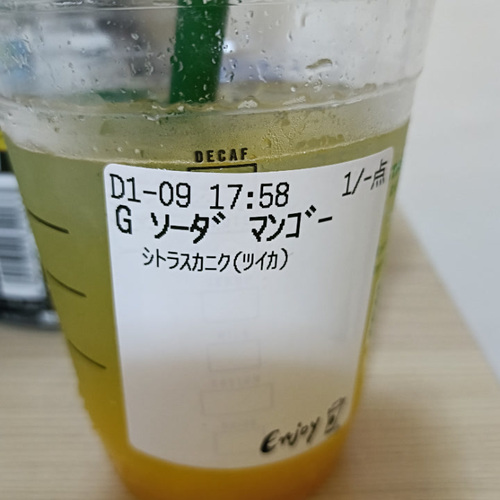 DECAF
D1-09 17:58 1/-点
G ソーダ マンゴー
シトラスカニク(ツイカ)
Enjoy